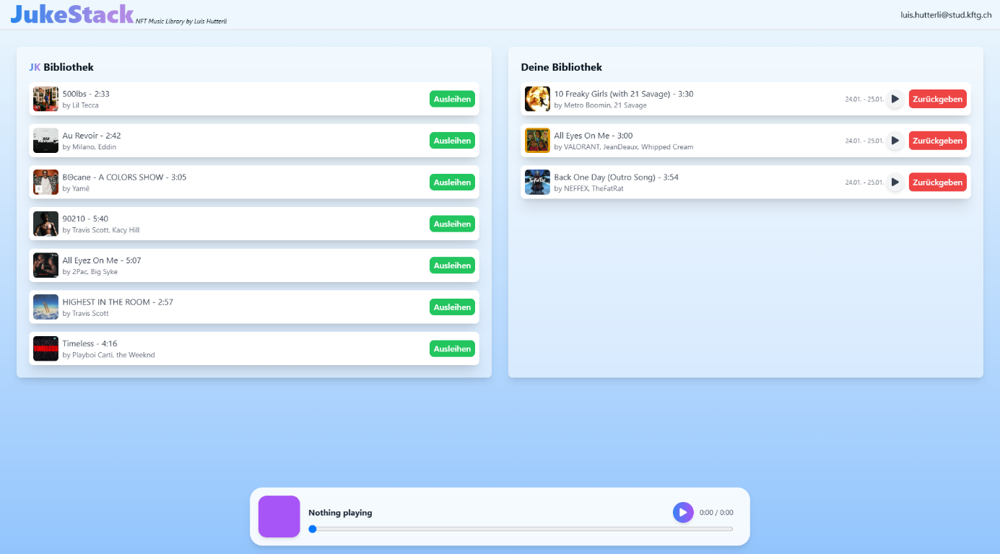 JukeStack NFT Music Library by Luis Hutterli
luis.hutterli@stud.kftg.ch
JK Bibliothek
500lbs - 2:33
by Lil Tecca
Ausleihen
Au Revoir - 2:42
by Milano, Eddin
Ausleihen
BΘcane - A COLORS SHOW - 3:05
by Yamê
Ausleihen
90210 - 5:40
by Travis Scott, Kacy Hill
Ausleihen
All Eyez On Me - 5:07
by 2Pac, Big Syke
Ausleihen
HIGHEST IN THE ROOM - 2:57
by Travis Scott
Ausleihen
TIMELESS
Timeless - 4:16
by Playboi Carti, the Weeknd
Ausleihen
Deine Bibliothek
10 Freaky Girls (with 21 Savage) - 3:30
by Metro Boomin, 21 Savage
24.01. - 25.01.
Zurückgeben
All Eyes On Me - 3:00
by VALORANT, JeanDeaux, Whipped Cream
24.01. - 25.01.
Zurückgeben
Back One Day (Outro Song) - 3:54
by NEFFEX, TheFatRat
24.01. - 25.01.
Zurückgeben
Nothing playing
0:00 / 0:00